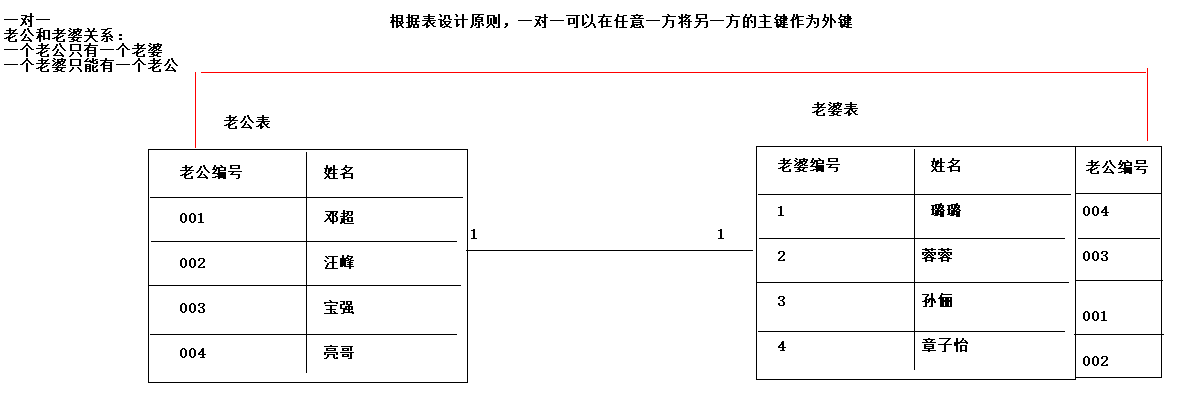 一对一
老公和老婆关系：
一个老公只有一个老婆
一个老婆只能有一个老公
根据表设计原则，一对一可以在任意一方将另一方的主键作为外键
老公表
老公编号 姓名
001 邓超
002 汪峰
003 宝强
004 亮哥
1 1
老婆表
老婆编号 姓名 老公编号
1 璐璐 004
2 蓉蓉 003
3 孙俪 001
4 章子怡 002